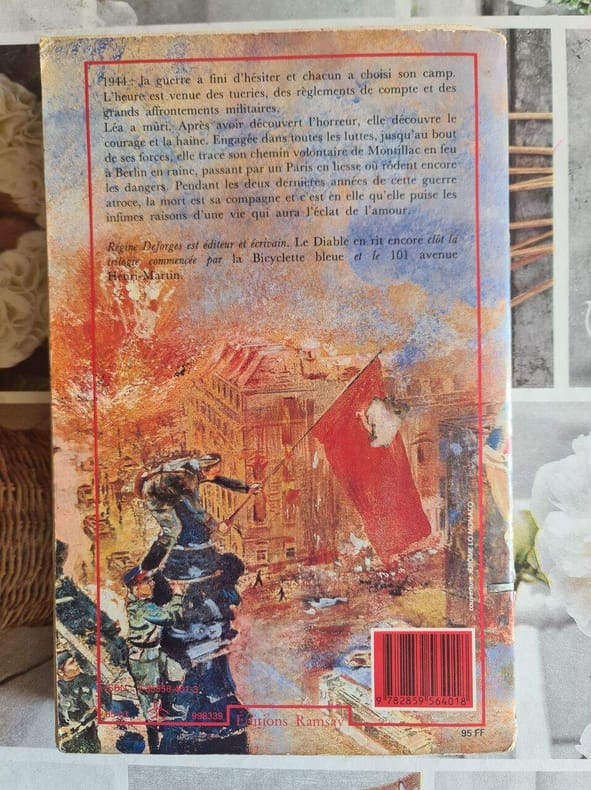 1944 : la guerre a fini d'hésiter et chacun a choisi son camp.
L'heure est venue des tueries, des règlements de compte et des
grands affrontements militaires.
Léa a mûri. Après avoir découvert l'horreur, elle découvre le
courage et la haine. Engagée dans toutes les luttes, jusqu'au bout
de ses forces, elle trace son chemin volontaire de Montillac en feu
à Berlin en ruine, passant par un Paris en liesse où rôdent encore
les dangers. Pendant les deux dernières années de cette guerre
atroce, la mort est sa compagne et c'est en elle qu'elle puise les
infimes raisons d'une vie qui aura l'éclat de l'amour.
Régine Deforges est éditeur et écrivain. Le Diable en rit encore clôt la
trilogie commencée par la Bicyclette bleue et le 101 avenue
Henri-Martin.
couverture JÉRÔME LO MONACO
ISBN
998339
Editions Ramsay
9 782859 564018
95 FF